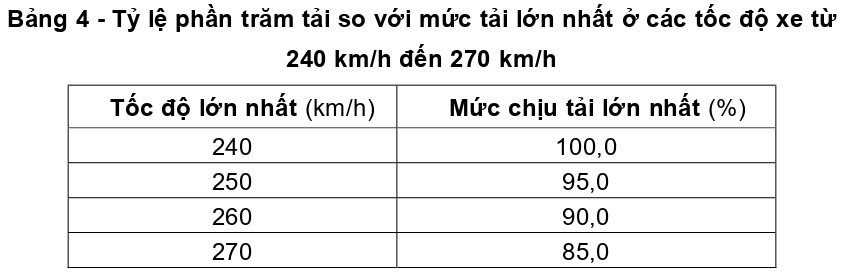 Bảng 4 - Tỷ lệ phần trăm tải so với mức tải lớn nhất ở các tốc độ xe từ
240 km/h đến 270 km/h
Tốc độ lớn nhất (km/h) Mức chịu tải lớn nhất (%)
240 100,0
250 95,0
260 90,0
270 85,0